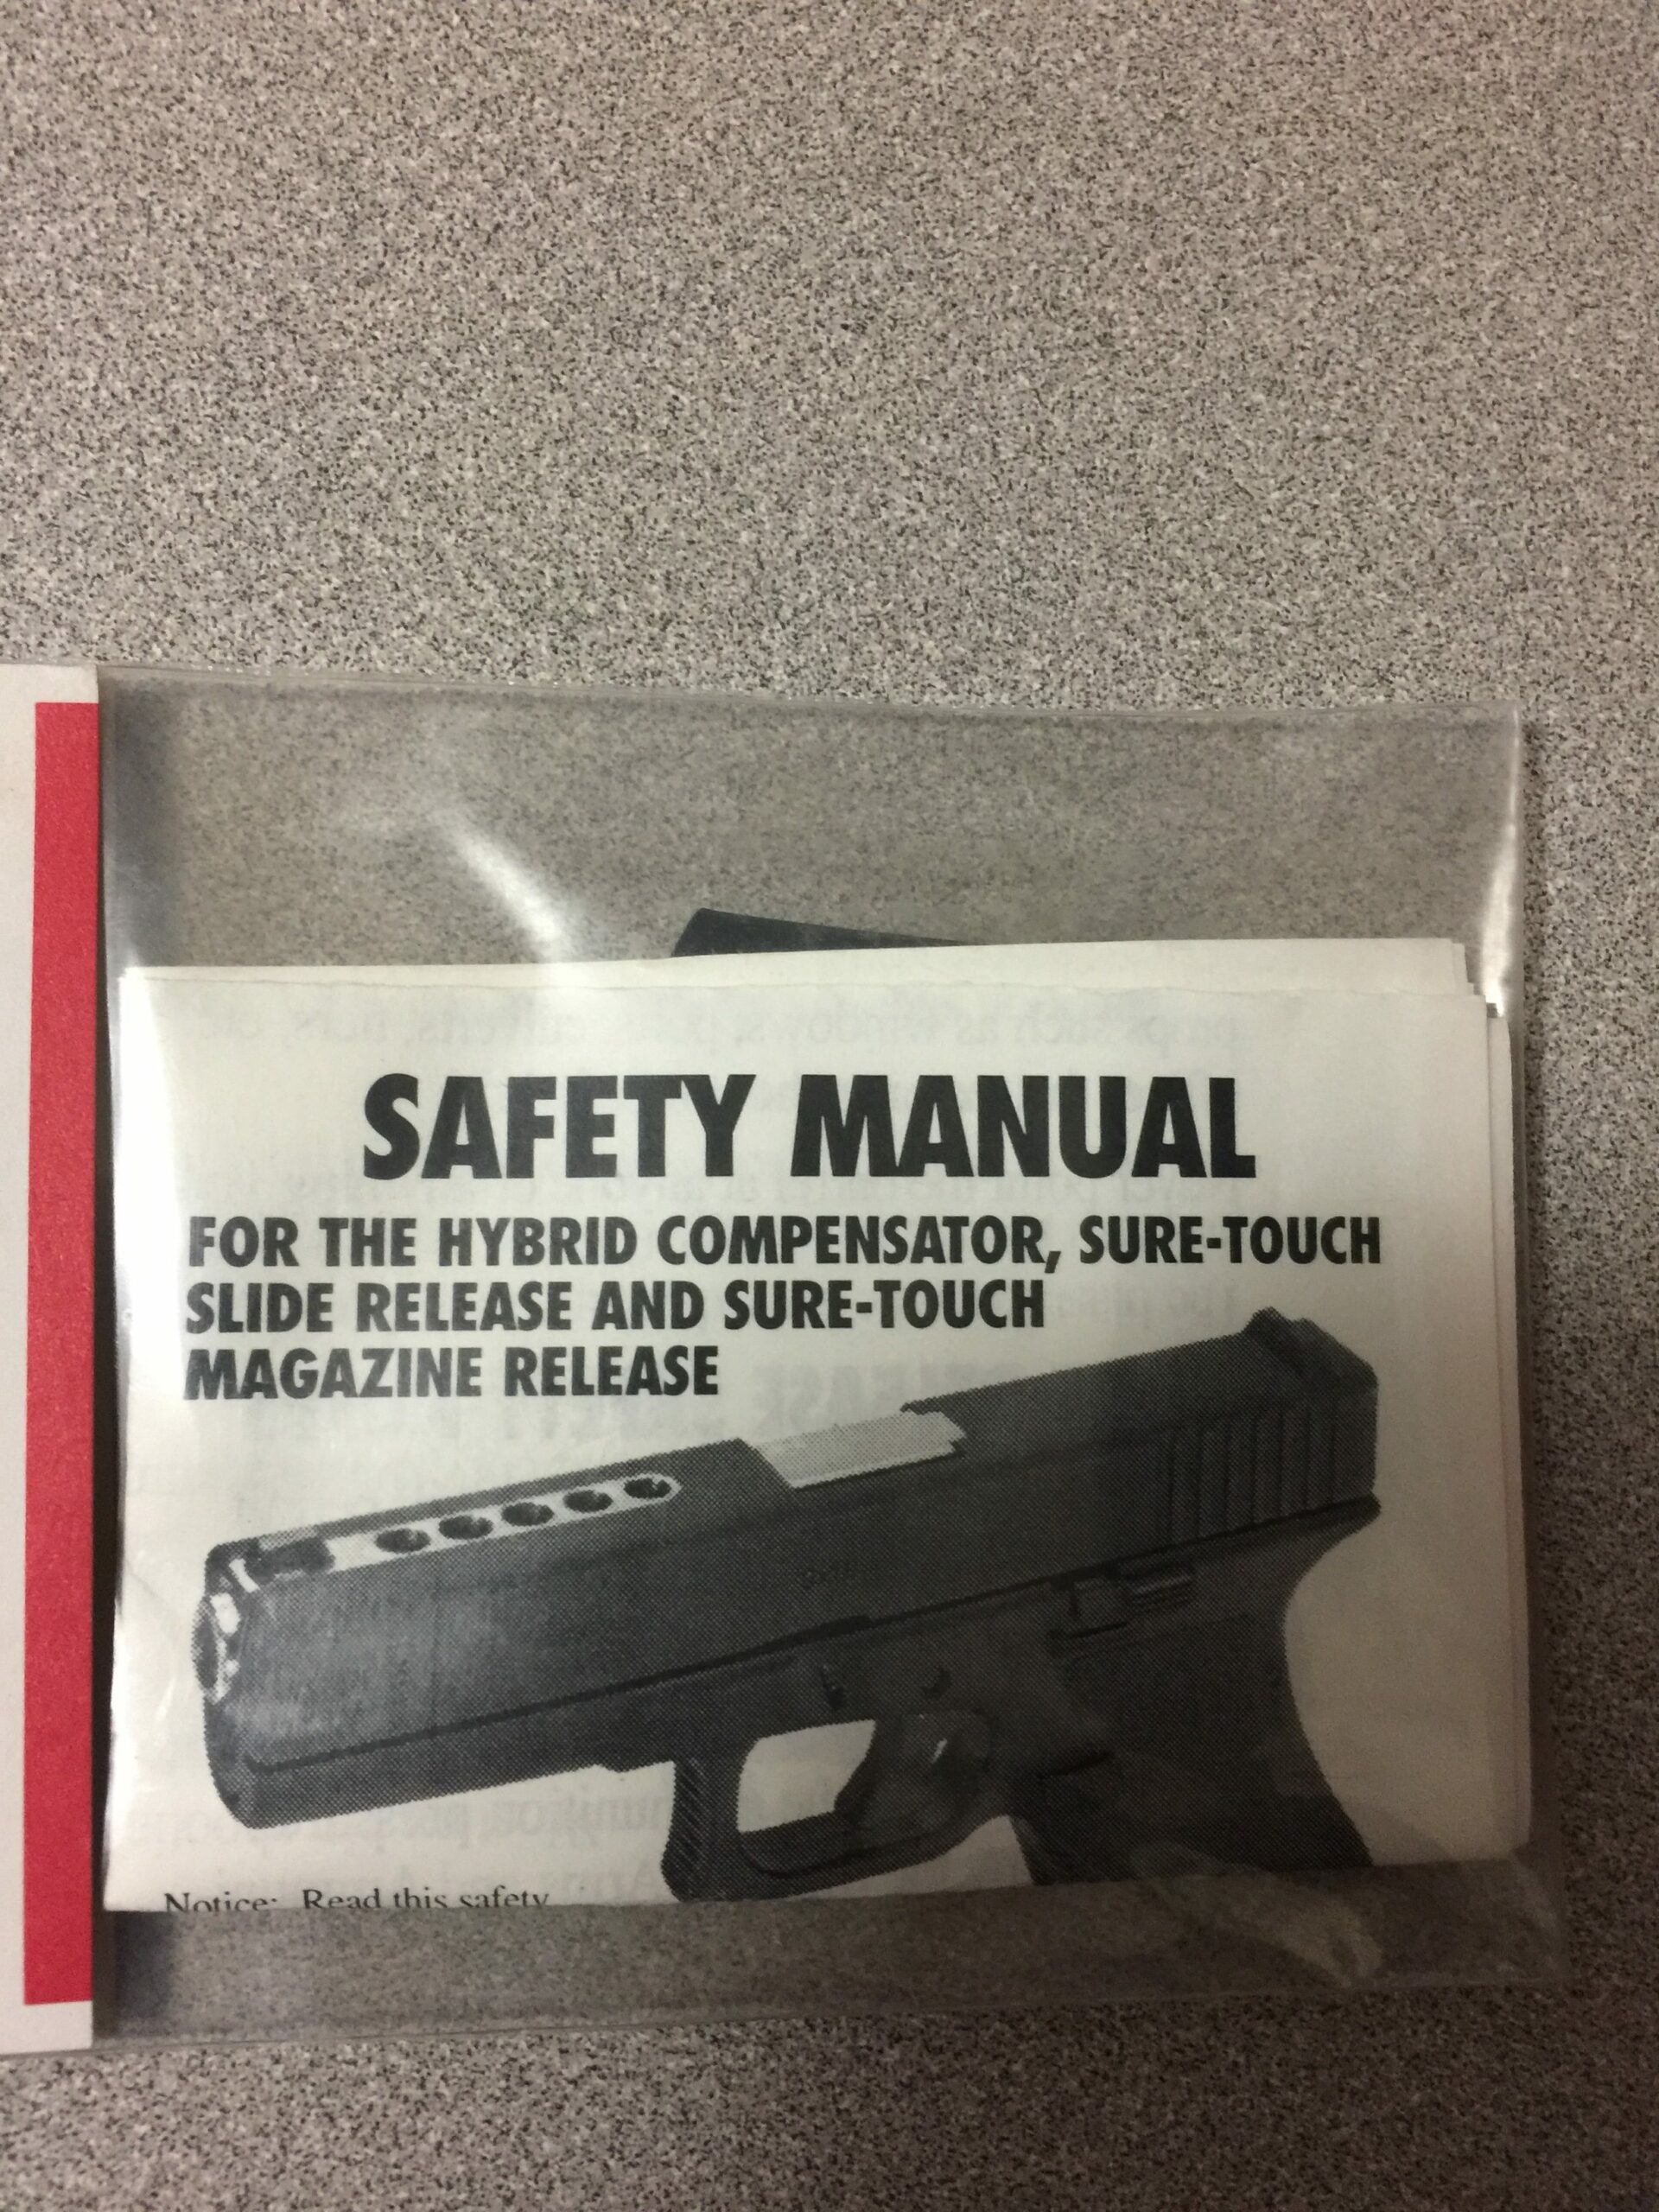 SAFETY MANUAL
FOR THE HYBRID COMPENSATOR, SURE-TOUCH
SLIDE RELEASE AND SURE-TOUCH
MAGAZINE RELEASE
Notice: Read this safety